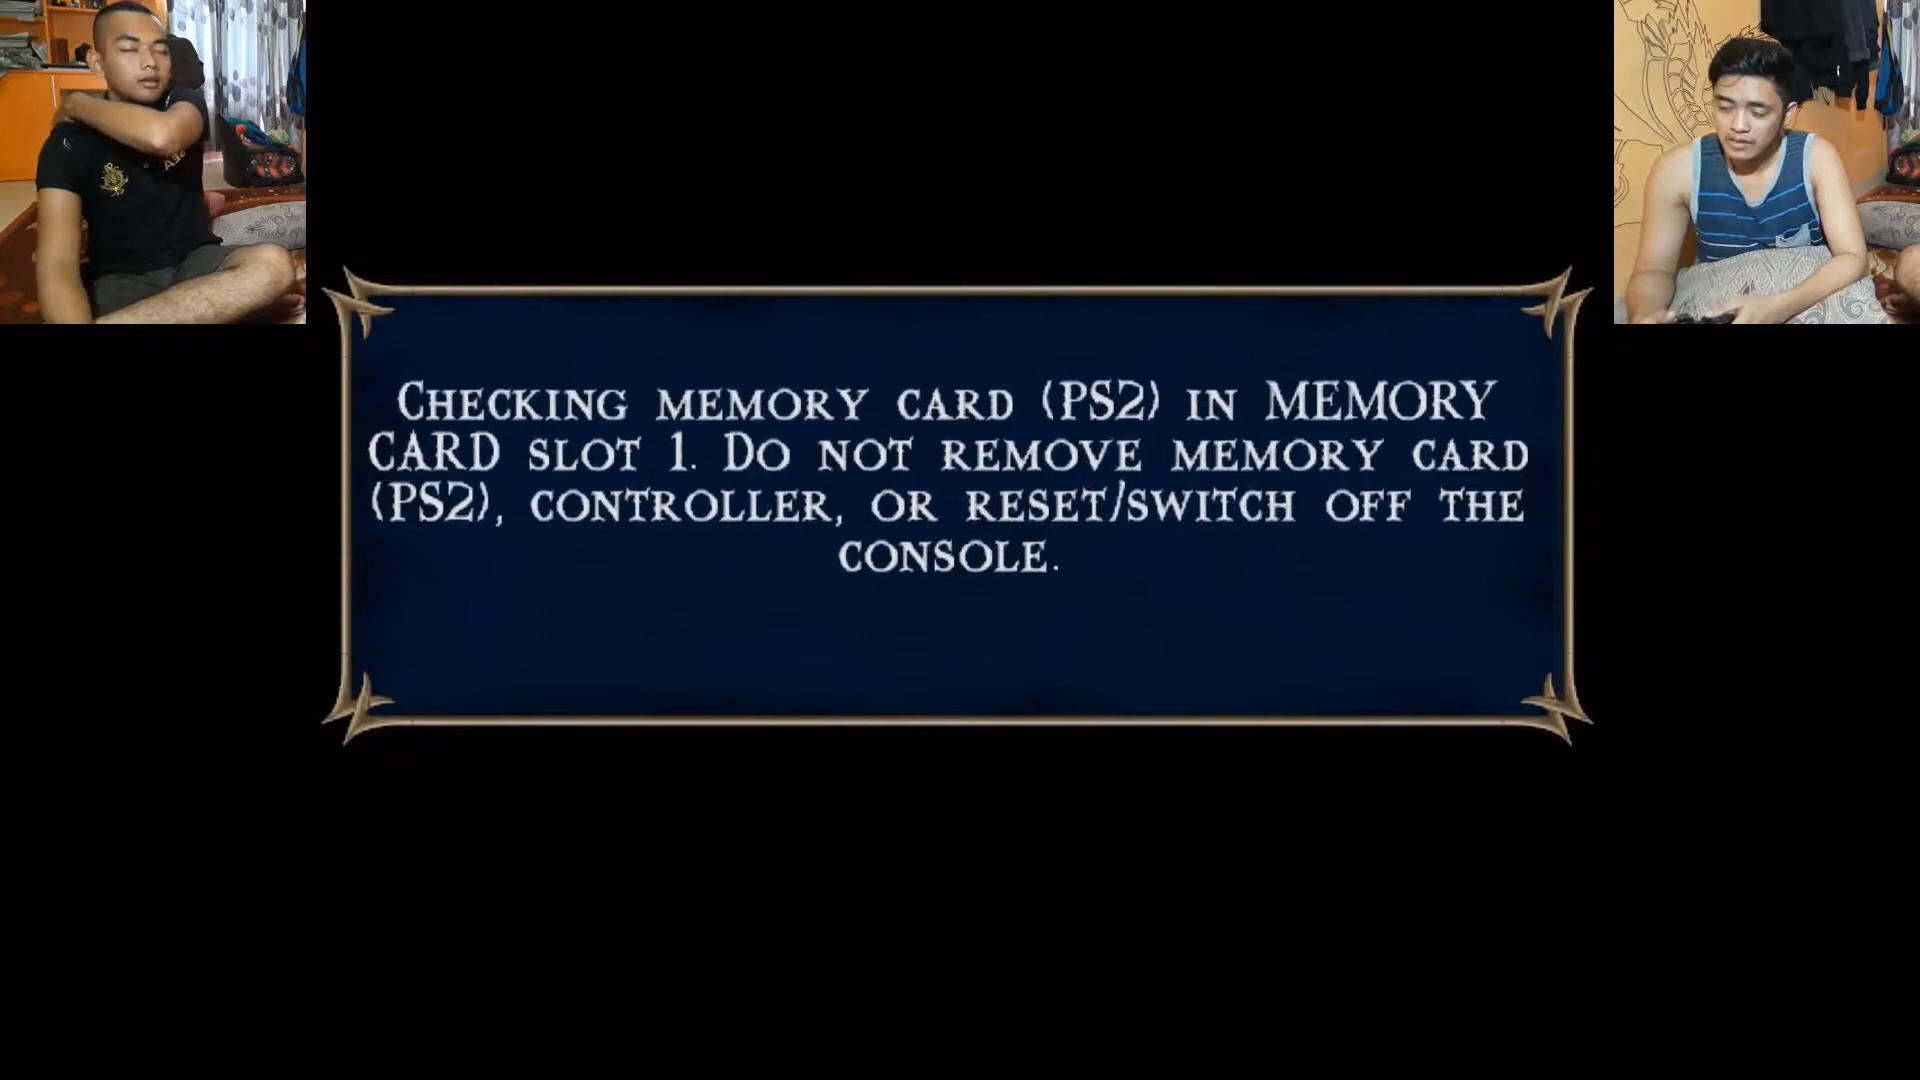 Checking memory card (PS2) in MEMORY
CARD slot 1. Do not remove memory card
(PS2), controller, or reset/switch off the
console.